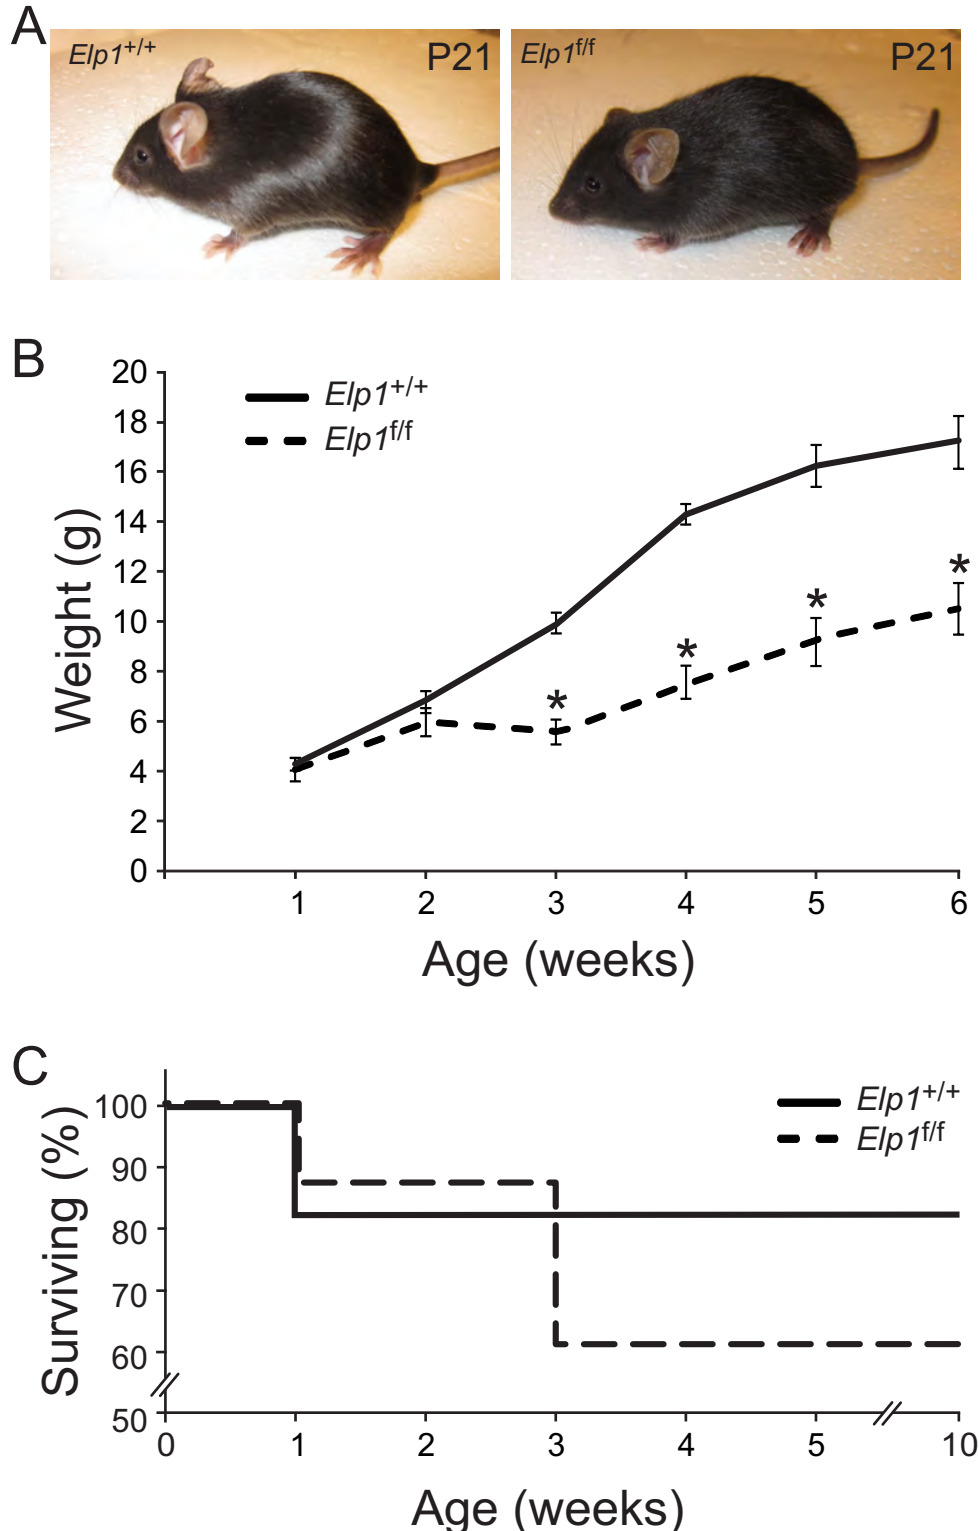 A
Elp1+/+ P21
Elp1f/f P21
B
20
18
16
14
12
10
8
6
4
2
0
Weight (g)
Elp1+/+
Elp1f/f
*
*
*
*
1 2 3 4 5 6
Age (weeks)
C
100
90
80
70
60
50
Surviving (%)
Elp1+/+
Elp1f/f
0 1 2 3 4 5 10
Age (weeks)